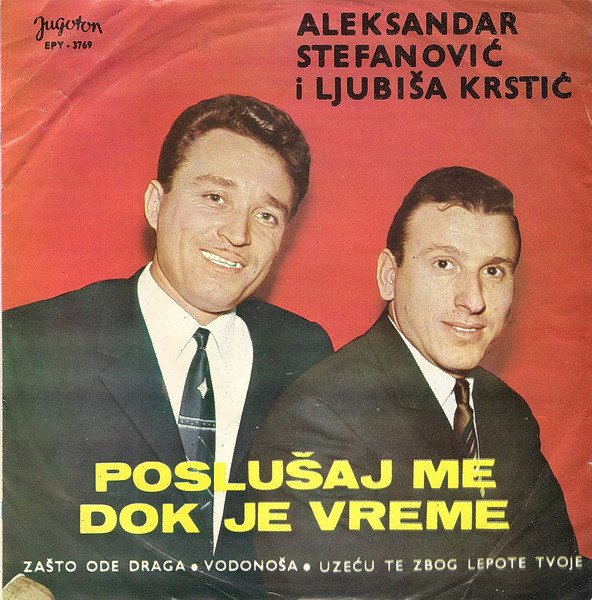 Jugoton
EPY - 3769
ALEKSANDAR
STEFANOVIĆ
i LJUBIŠA KRSTIĆ
POSLUŠAJ ME
DOK JE VREME
ZAŠTO ODE DRAGA • VODONOŠA • UZEĆU TE ZBOG LEPOTE TVOJE